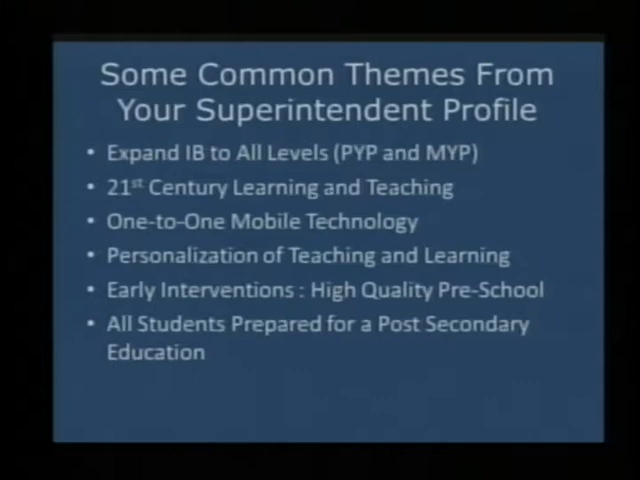 Some Common Themes From
Your Superintendent Profile
• Expand IB to All Levels (PYP and MYP)
• 21st Century Learning and Teaching
• One-to-One Mobile Technology
• Personalization of Teaching and Learning
• Early Interventions : High Quality Pre-School
• All Students Prepared for a Post Secondary
Education